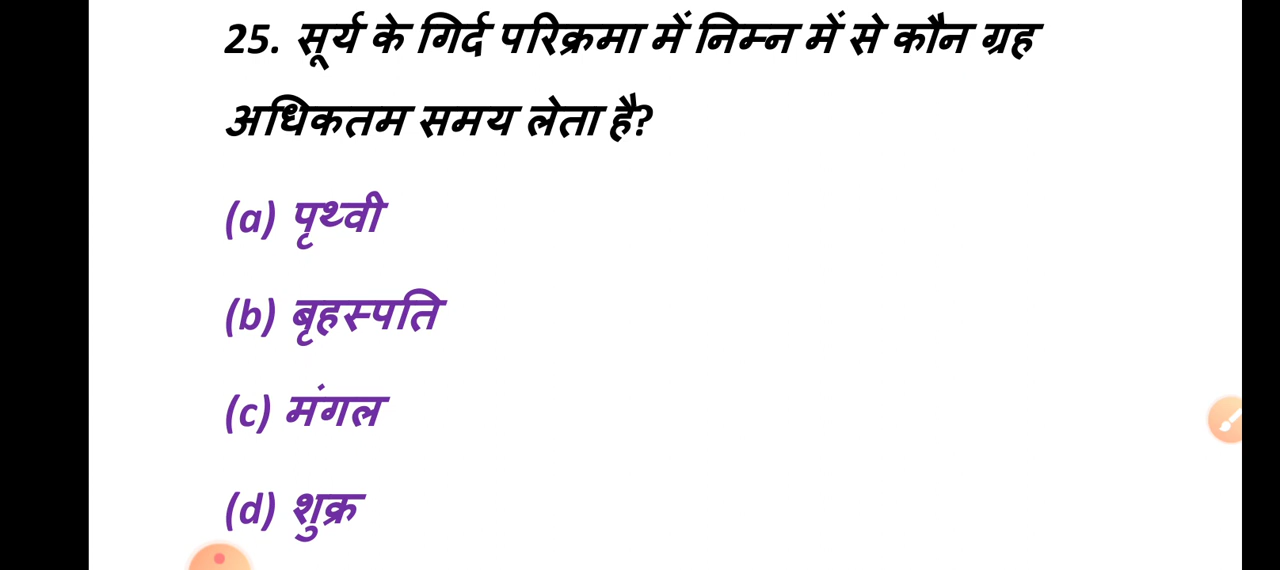 25. सूर्य के गिर्द परिक्रमा में निम्न में से कौन ग्रह
अधिकतम समय लेता है?
(a) पृथ्वी
(b) बृहस्पति
(c) मंगल
(d) शुक्र